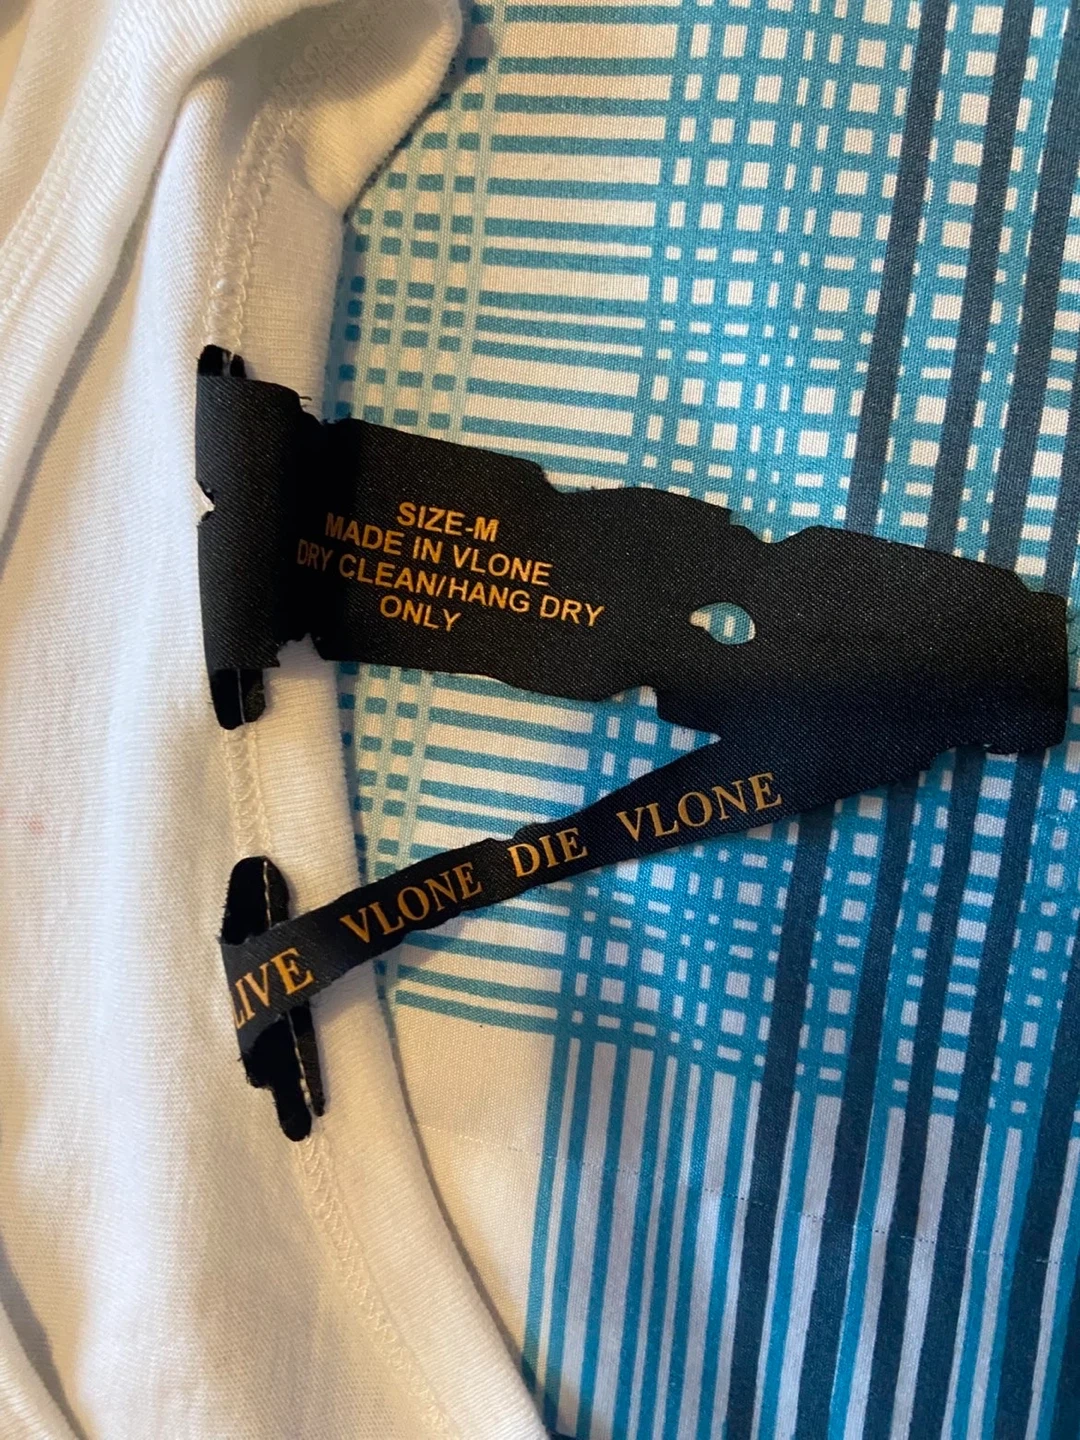 SIZE-M
MADE IN VLONE
DRY CLEAN/HANG DRY
ONLY
LIVE VLONE DIE VLONE